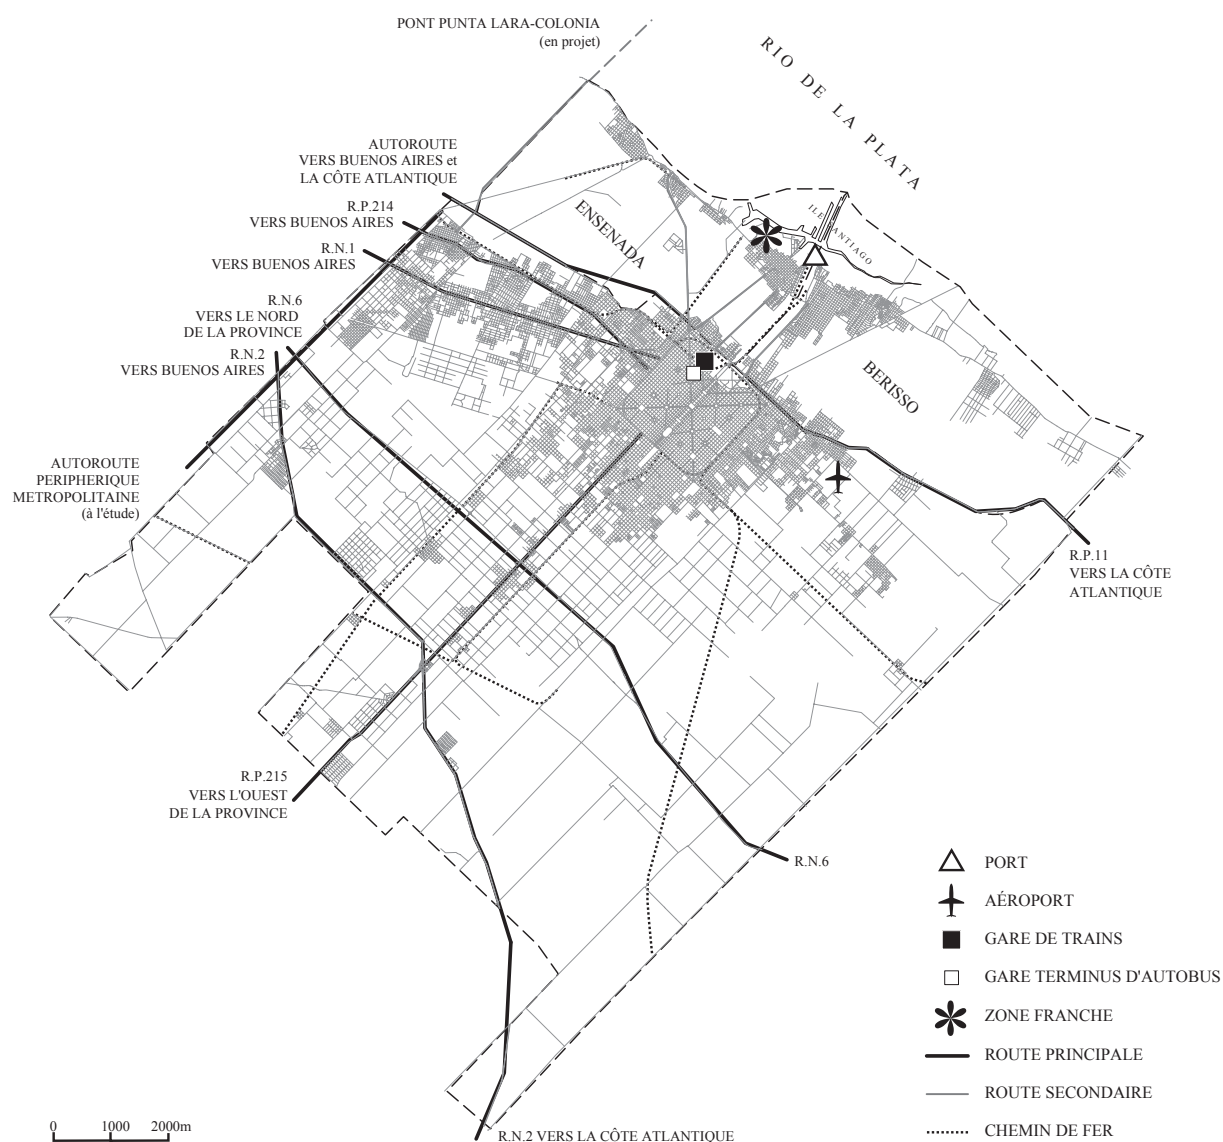 PONT PUNTA LARA-COLONIA
(en projet)
RIO DE LA PLATA
AUTOROUTE
VERS BUENOS AIRES et
LA CÔTE ATLANTIQUE
R.P.214
VERS BUENOS AIRES
R.N.1
VERS BUENOS AIRES
R.N.6
VERS LE NORD
DE LA PROVINCE
R.N.2
VERS BUENOS AIRES
ENSENADA
ILE SANTIAGO
BERISSO
AUTOROUTE
PERIPHERIQUE
METROPOLITAINE
(à l'étude)
R.P.11
VERS LA CÔTE
ATLANTIQUE
R.P.215
VERS L'OUEST
DE LA PROVINCE
R.N.6
PORT
AÉROPORT
GARE DE TRAINS
GARE TERMINUS D'AUTOBUS
ZONE FRANCHE
ROUTE PRINCIPALE
ROUTE SECONDAIRE
CHEMIN DE FER
0 1000 2000m
R.N.2 VERS LA CÔTE ATLANTIQUE